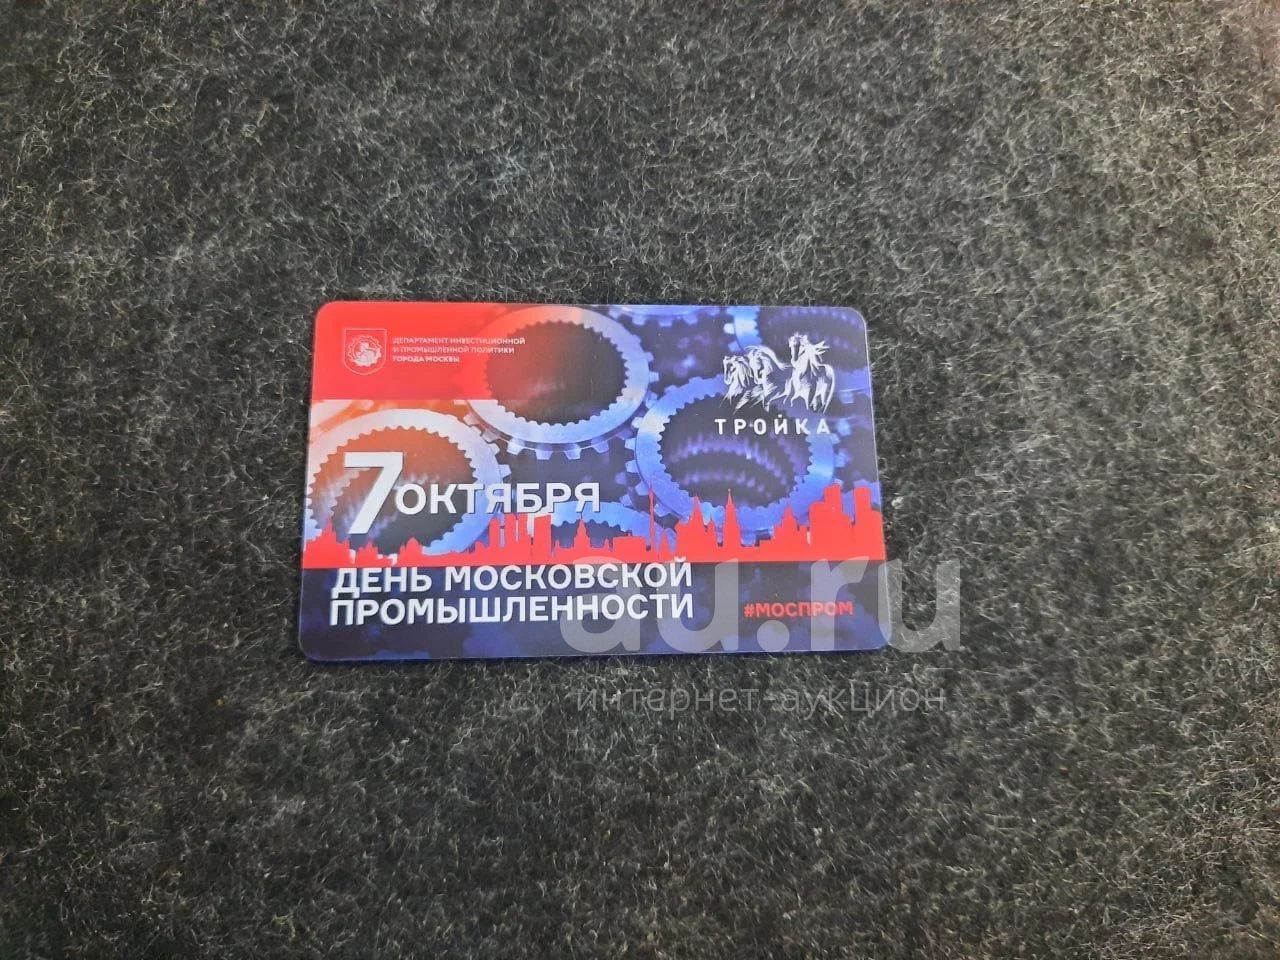 ДЕПАРТАМЕНТ ИНВЕСТИЦИОННОЙ
И ПРОМЫШЛЕННОЙ ПОЛИТИКИ
ГОРОДА МОСКВЫ
ТРОЙКА
7 ОКТЯБРЯ
ДЕНЬ МОСКОВСКОЙ
ПРОМЫШЛЕННОСТИ
#МОСПРОМ
au.ru
интернет-аукцион